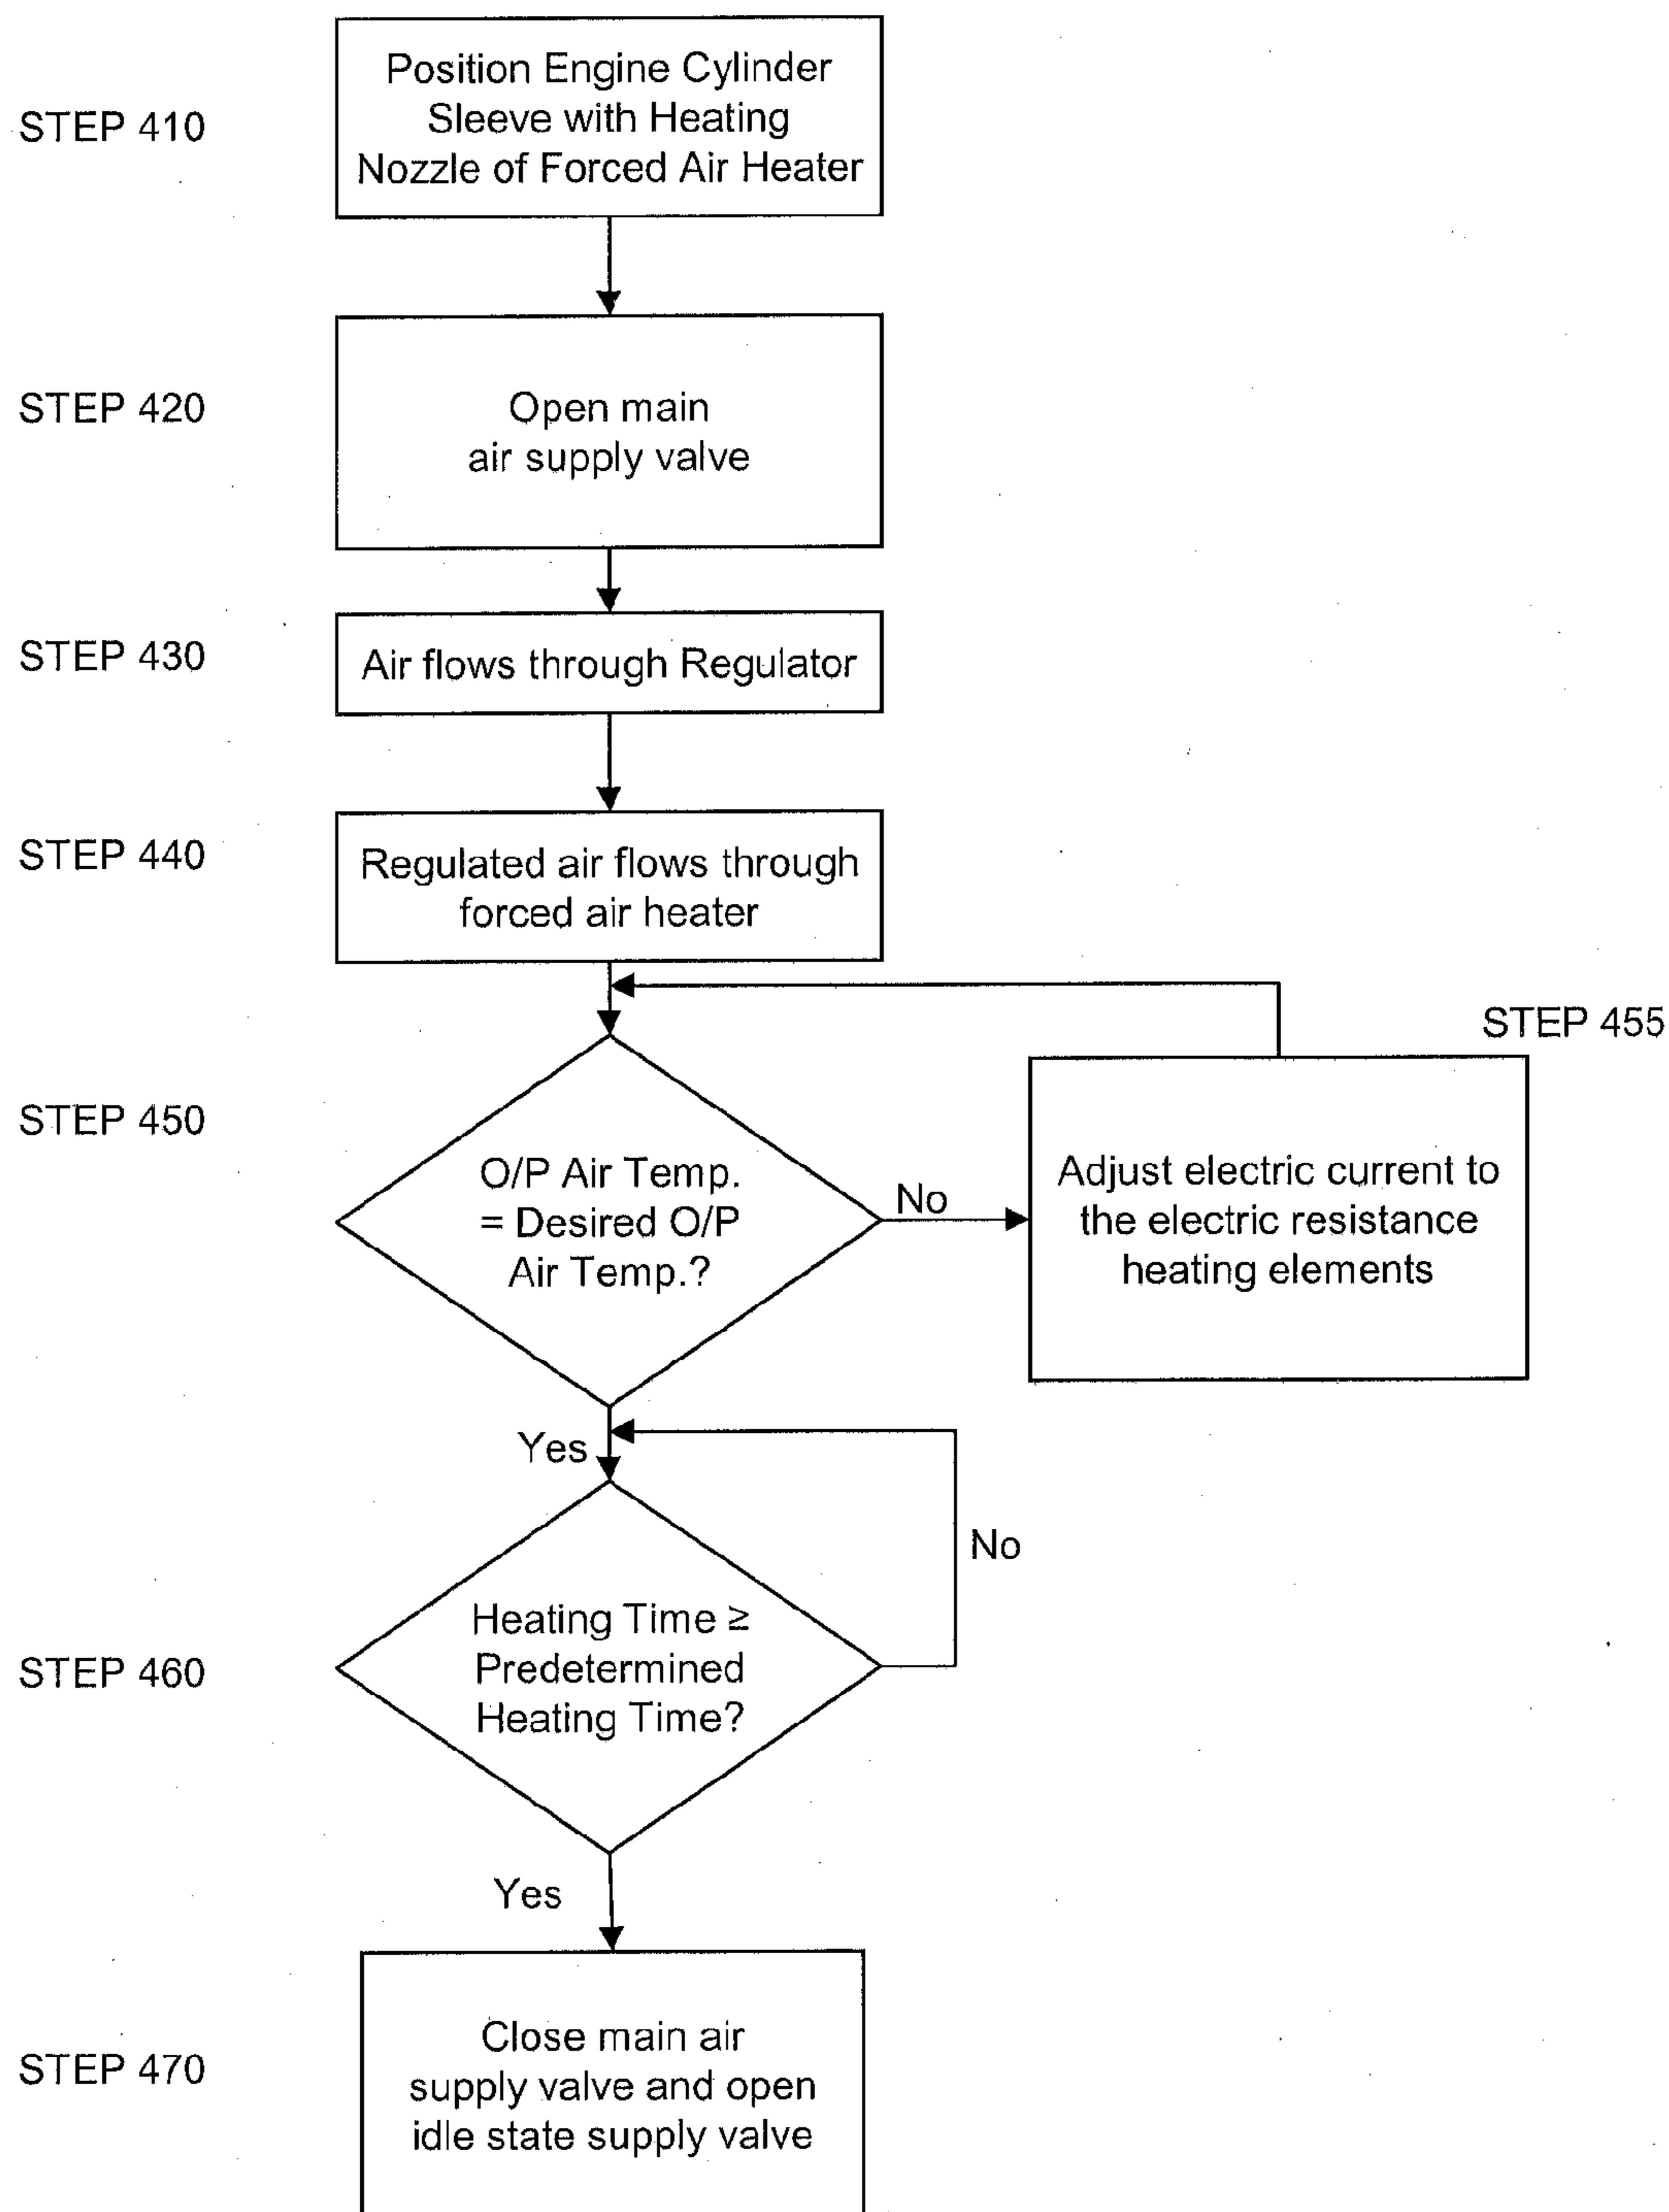 STEP 410
Position Engine Cylinder
Sleeve with Heating
Nozzle of Forced Air Heater
STEP 420
Open main
air supply valve
STEP 430
Air flows through Regulator
STEP 440
Regulated air flows through
forced air heater
STEP 450
O/P Air Temp.
= Desired O/P
Air Temp.?
No
STEP 455
Adjust electric current to
the electric resistance
heating elements
Yes
STEP 460
Heating Time ≥
Predetermined
Heating Time?
No
Yes
STEP 470
Close main air
supply valve and open
idle state supply valve